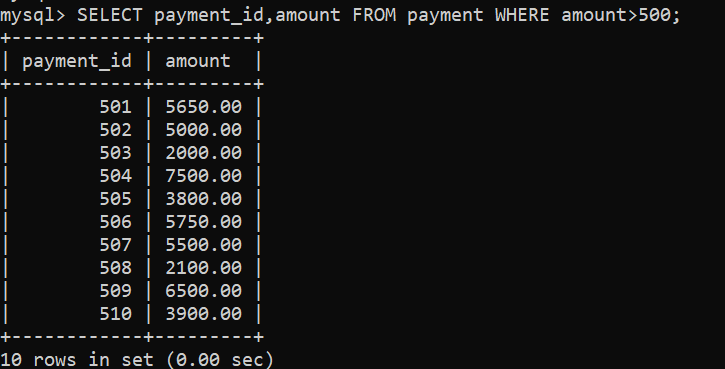 mysql> SELECT payment_id,amount FROM payment WHERE amount>500;
+------------+---------+
| payment_id | amount  |
+------------+---------+
|        501 | 5650.00 |
|        502 | 5000.00 |
|        503 | 2000.00 |
|        504 | 7500.00 |
|        505 | 3800.00 |
|        506 | 5750.00 |
|        507 | 5500.00 |
|        508 | 2100.00 |
|        509 | 6500.00 |
|        510 | 3900.00 |
+------------+---------+
10 rows in set (0.00 sec)